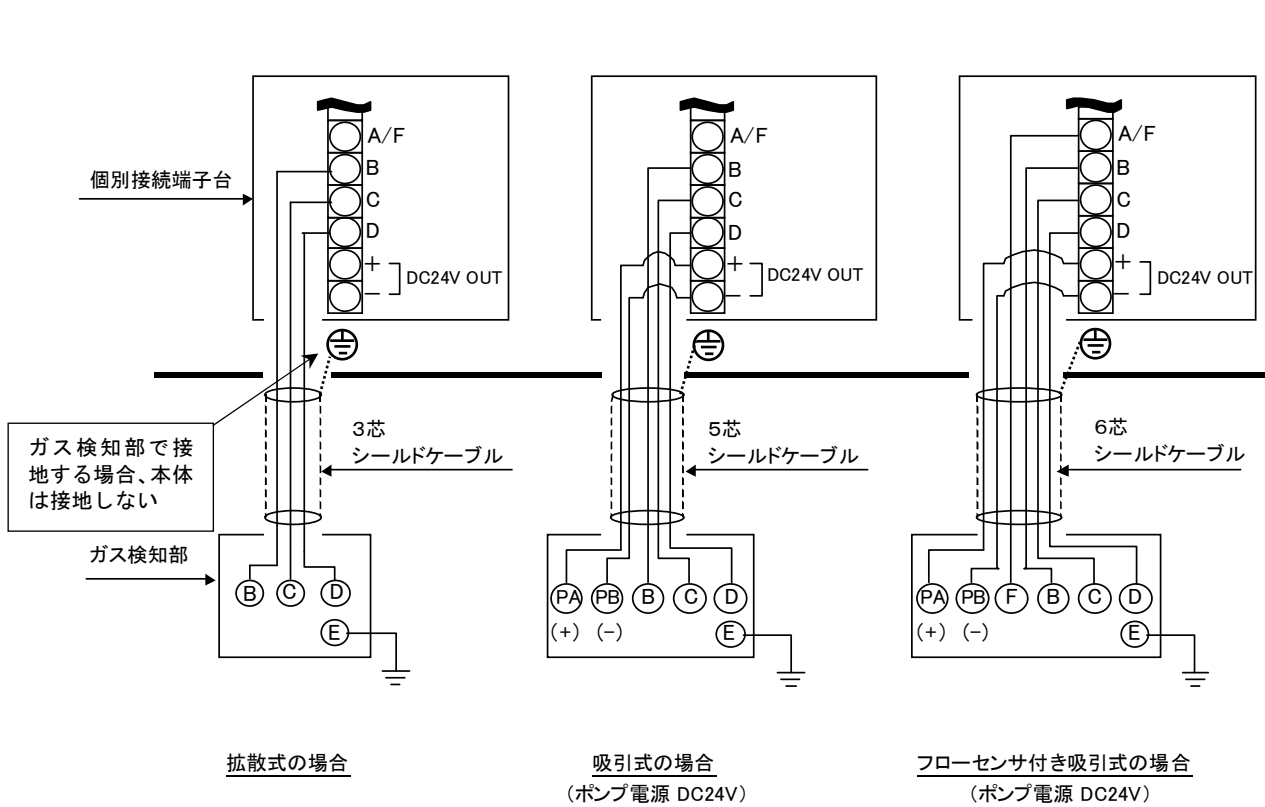 個別接続端子台
A/F
B
C
D
+
−
DC24V OUT
ガス検知部で接
地する場合、本体
は接地しない
3芯
シールドケーブル
ガス検知部
B C D
E
拡散式の場合
A/F
B
C
D
+
−
DC24V OUT
5芯
シールドケーブル
PA PB B C D
(+) (−)
E
吸引式の場合
(ポンプ電源 DC24V)
A/F
B
C
D
+
−
DC24V OUT
6芯
シールドケーブル
PA PB F B C D
(+) (−)
E
フローセンサ付き吸引式の場合
(ポンプ電源 DC24V)